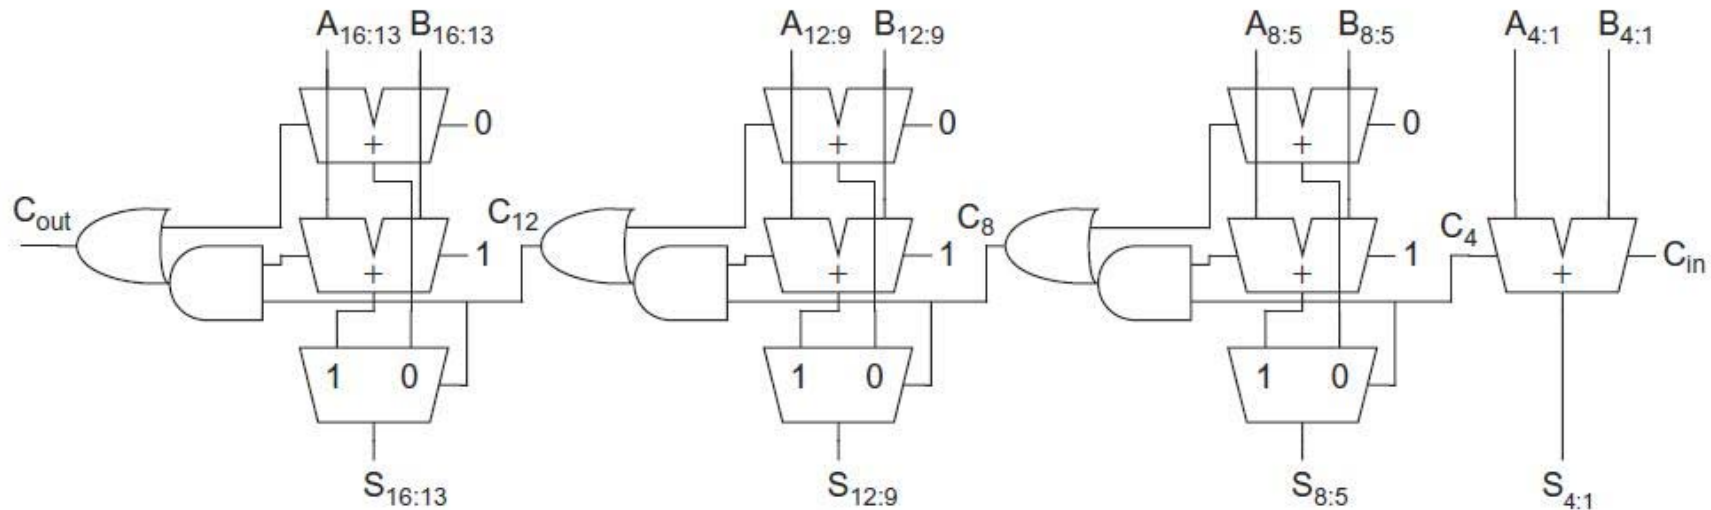 A16:13 B16:13 A12:9 B12:9 A8:5 B8:5 A4:1 B4:1
0 0 0
+ + +
Cout C12 C8 C4
1 1 1 Cin
+ + + +
1 0 1 0 1 0
S16:13 S12:9 S8:5 S4:1